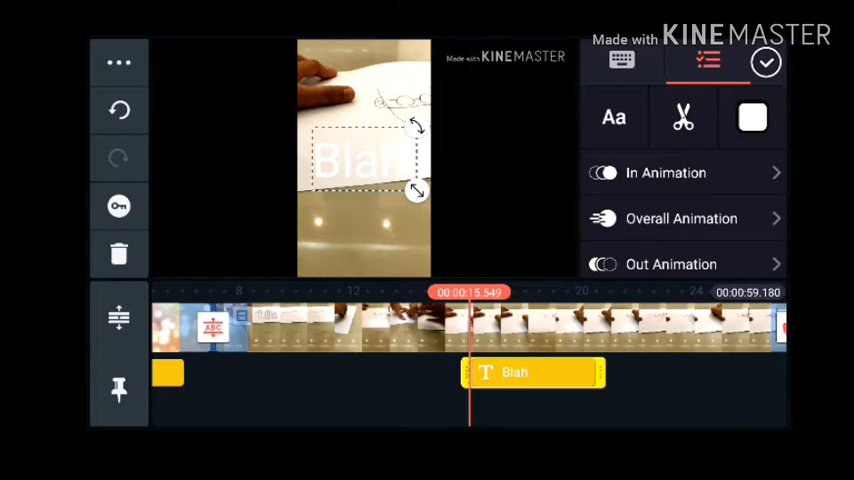 Made with KINEMASTER
Made with KINEMASTER
Aa
Blah
In Animation
Overall Animation
Out Animation
8
12
00:00:15.549
20
24
00:00:59.180
ABC
T Blah